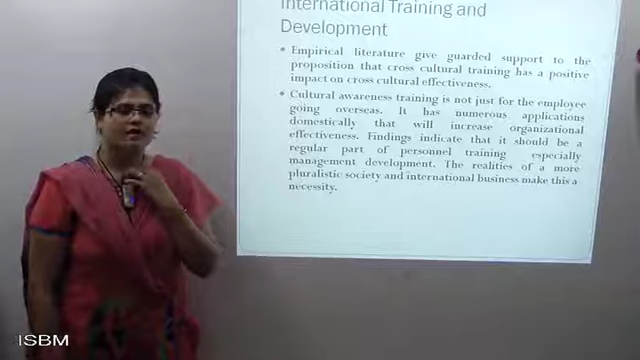 International Training and
Development
• Empirical literature give guarded support to the
proposition that cross cultural training has a positive
impact on cross cultural effectiveness.
• Cultural awareness training is not just for the employee
going overseas. It has numerous applications
domestically that will increase organizational
effectiveness. Findings indicate that it should be a
regular part of personnel training especially
management development. The realities of a more
pluralistic society and international business make this a
necessity.
ISBM